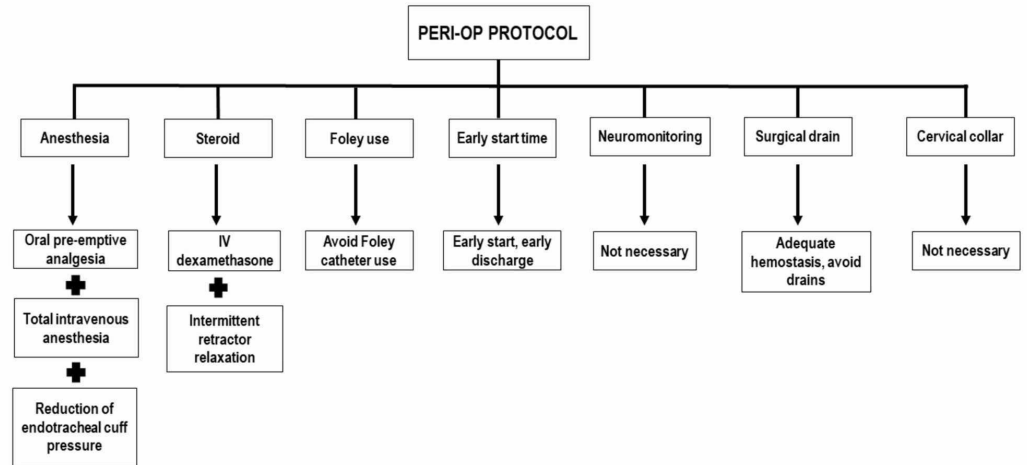 PERI-OP PROTOCOL
Anesthesia
Steroid
Foley use
Early start time
Neuromonitoring
Surgical drain
Cervical collar
Oral pre-emptive
analgesia
IV
dexamethasone
Avoid Foley
catheter use
Early start, early
discharge
Not necessary
Adequate
hemostasis, avoid
drains
Not necessary
Total intravenous
anesthesia
Intermittent
retractor
relaxation
Reduction of
endotracheal cuff
pressure